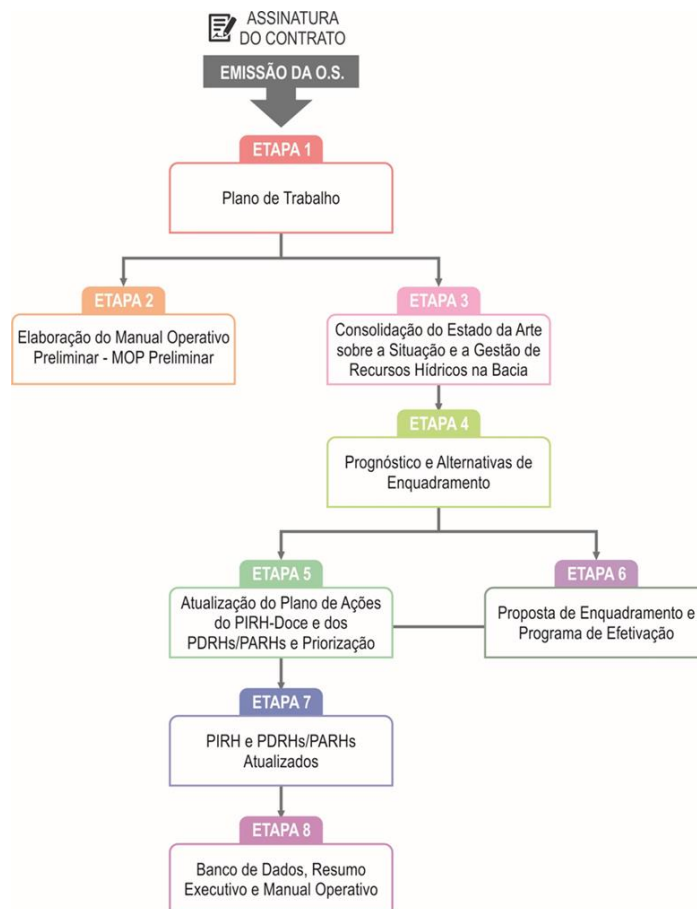 ASSINATURA
DO CONTRATO
EMISSÃO DA O.S.
ETAPA 1
Plano de Trabalho
ETAPA 2
Elaboração do Manual Operativo
Preliminar - MOP Preliminar
ETAPA 3
Consolidação do Estado da Arte
sobre a Situação e a Gestão de
Recursos Hídricos na Bacia
ETAPA 4
Prognóstico e Alternativas de
Enquadramento
ETAPA 5
Atualização do Plano de Ações
do PIRH-Doce e dos
PDRHs/PARHs e Priorização
ETAPA 6
Proposta de Enquadramento e
Programa de Efetivação
ETAPA 7
PIRH e PDRHs/PARHs
Atualizados
ETAPA 8
Banco de Dados, Resumo
Executivo e Manual Operativo